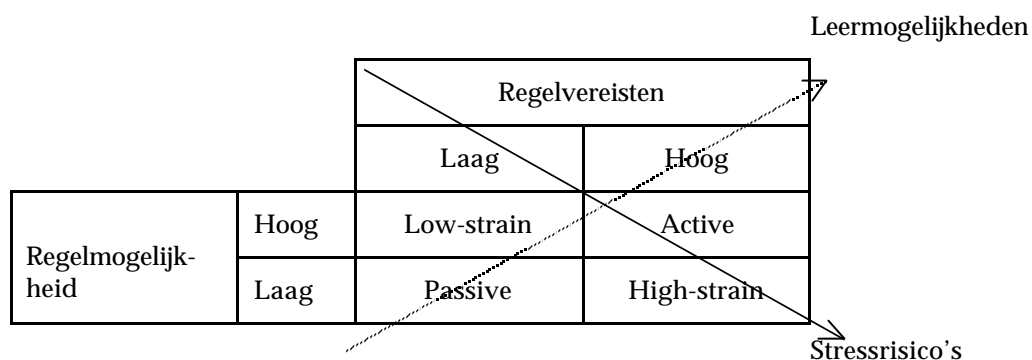 Leermogelijkheden
Regelvereisten
Laag Hoog
Regelmogelijk-
heid
Hoog Low-strain Active
Laag Passive High-strain
Stressrisico's